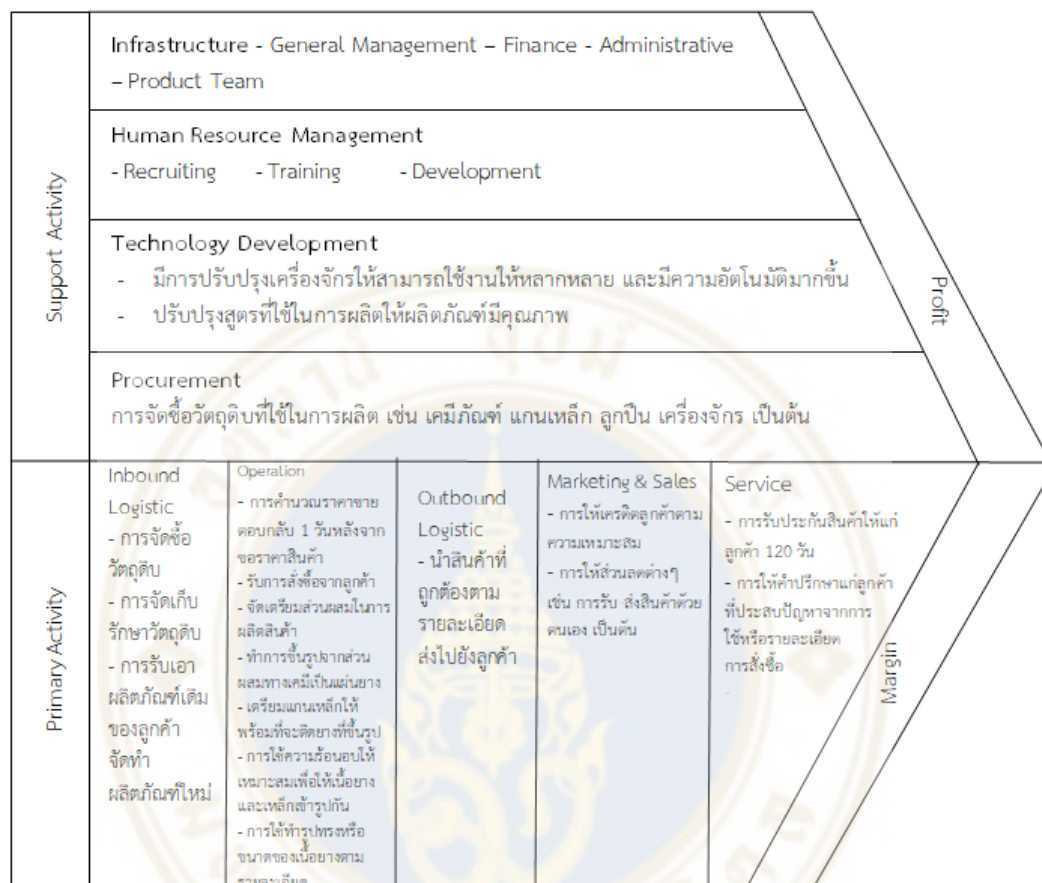 Infrastructure - General Management – Finance - Administrative
– Product Team
Human Resource Management
- Recruiting - Training - Development
Technology Development
- มีการปรับปรุงเครื่องจักรให้สามารถใช้งานให้หลากหลาย และมีความอัตโนมัติมากขึ้น
- ปรับปรุงสูตรที่ใช้ในการผลิตให้ผลิตภัณฑ์มีคุณภาพ
Procurement
การจัดซื้อวัตถุดิบที่ใช้ในการผลิต เช่น เคมีภัณฑ์ แกนเหล็ก ลูกปืน เครื่องจักร เป็นต้น
Support Activity
Profit
Primary Activity
Inbound
Logistic
- การจัดซื้อ
วัตถุดิบ
- การจัดเก็บ
รักษาวัตถุดิบ
- การรับเอา
ผลิตภัณฑ์เดิม
ของลูกค้า
จัดทำ
ผลิตภัณฑ์ใหม่
Operation
- การคำนวณราคาขาย
ตอบกลับ 1 วันหลังจาก
ขอราคาสินค้า
- รับการสั่งซื้อจากลูกค้า
- จัดเตรียมส่วนผสมในการ
ผลิตสินค้า
- ทำการขึ้นรูปจากส่วน
ผสมทางเคมีเป็นแผ่นยาง
- เตรียมแกนเหล็กให้
พร้อมที่จะติดยางที่ขึ้นรูป
- การใช้ความร้อนอบให้
เหมาะสมเพื่อให้เนื้อยาง
และเหล็กเข้ารูปกัน
- การใช้ทำรูปทรงหรือ
ขนาดของเนื้อยางตาม
รายละเอียด
Outbound
Logistic
- นำสินค้าที่
ถูกต้องตาม
รายละเอียด
ส่งไปยังลูกค้า
Marketing & Sales
- การให้เครดิตลูกค้าตาม
ความเหมาะสม
- การให้ส่วนลดต่างๆ
เช่น การรับ ส่งสินค้าด้วย
ตนเอง เป็นต้น
Service
- การรับประกันสินค้าให้แก่
ลูกค้า 120 วัน
- การให้คำปรึกษาแก่ลูกค้า
ที่ประสบปัญหาจากการ
ใช้หรือรายละเอียด
การสั่งซื้อ
Margin